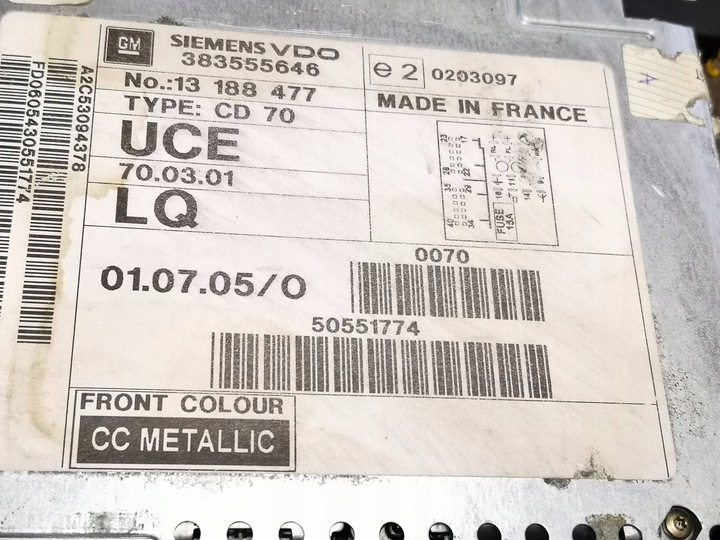 GM SIEMENS VDO
383555646
e2 0203097
No.: 13 188 477
MADE IN FRANCE
TYPE: CD 70
UCE
70.03.01
LQ
FUSE
15A
0070
01.07.05/O
50551774
FRONT COLOUR
CC METALLIC
A2C53094378
FD0605430551774